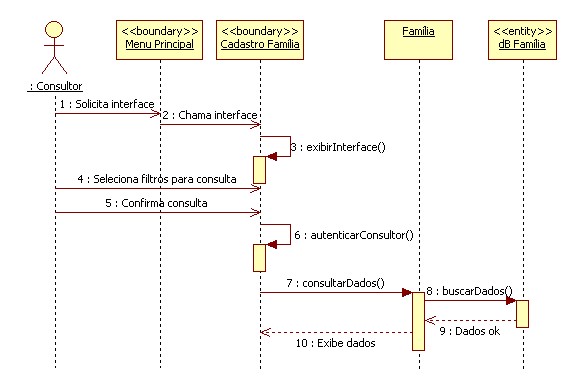 <<boundary>>
Menu Principal
<<boundary>>
Cadastro Família
Família
<<entity>>
dB Família
: Consultor
1 : Solicita interface
2 : Chama interface
3 : exibirInterface()
4 : Seleciona filtros para consulta
5 : Confirma consulta
6 : autenticarConsultor()
7 : consultarDados()
8 : buscarDados()
9 : Dados ok
10 : Exibe dados